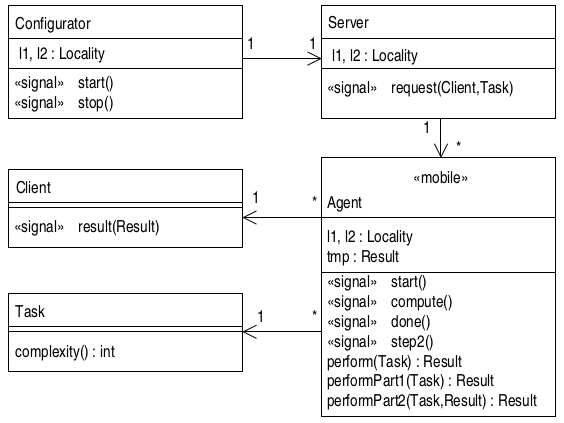 Configurator
l1, l2 : Locality
«signal» start()
«signal» stop()
1
1
Server
l1, l2 : Locality
«signal» request(Client,Task)
1
*
Client
«signal» result(Result)
1
*
«mobile»
Agent
l1, l2 : Locality
tmp : Result
«signal» start()
«signal» compute()
«signal» done()
«signal» step2()
perform(Task) : Result
performPart1(Task) : Result
performPart2(Task,Result) : Result
Task
complexity() : int
1
*